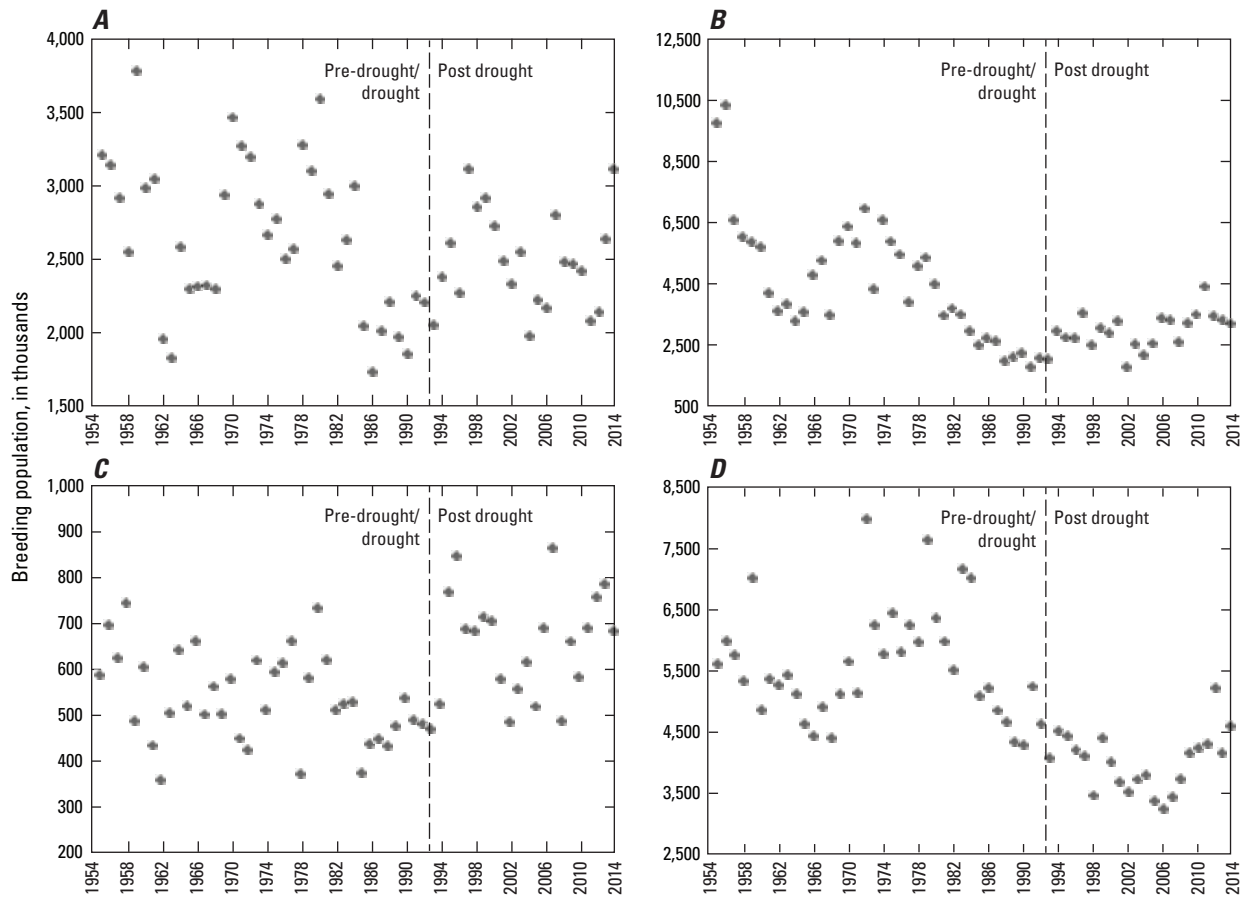 A
4,000
3,500
3,000
2,500
2,000
1,500
Pre-drought/
drought
Post drought
1954 1958 1962 1966 1970 1974 1978 1982 1986 1990 1994 1998 2002 2006 2010 2014
B
12,500
10,500
8,500
6,500
4,500
2,500
500
Pre-drought/
drought
Post drought
1954 1958 1962 1966 1970 1974 1978 1982 1986 1990 1994 1998 2002 2006 2010 2014
Breeding population, in thousands
C
1,000
900
800
700
600
500
400
300
200
Pre-drought/
drought
Post drought
1954 1958 1962 1966 1970 1974 1978 1982 1986 1990 1994 1998 2002 2006 2010 2014
D
8,500
7,500
6,500
5,500
4,500
3,500
2,500
Pre-drought/
drought
Post drought
1954 1958 1962 1966 1970 1974 1978 1982 1986 1990 1994 1998 2002 2006 2010 2014